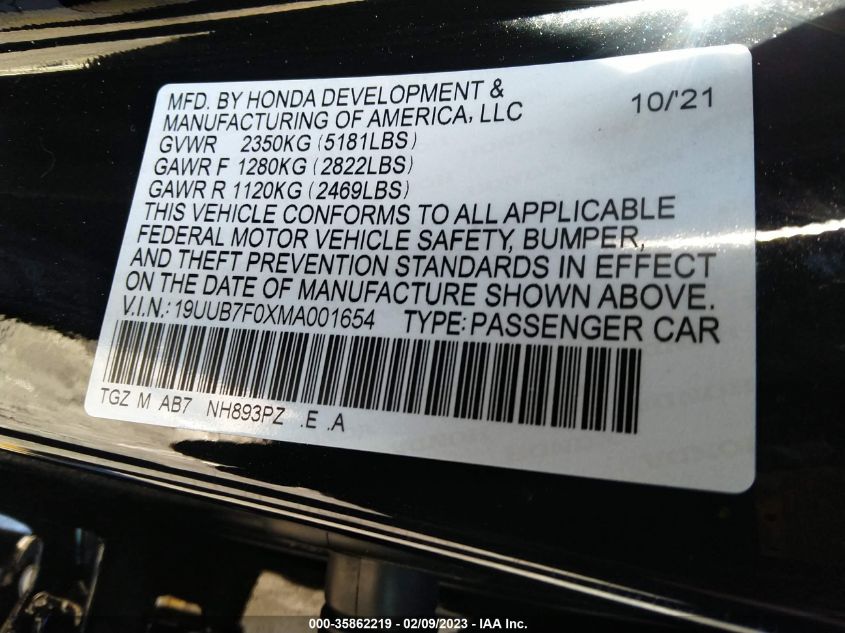 MFD. BY HONDA DEVELOPMENT & 10/'21
MANUFACTURING OF AMERICA, LLC
GVWR 2350KG (5181LBS)
GAWR F 1280KG (2822LBS)
GAWR R 1120KG (2469LBS)
THIS VEHICLE CONFORMS TO ALL APPLICABLE
FEDERAL MOTOR VEHICLE SAFETY, BUMPER,
AND THEFT PREVENTION STANDARDS IN EFFECT
ON THE DATE OF MANUFACTURE SHOWN ABOVE.
V.I.N.: 19UUB7F0XMA001654 TYPE: PASSENGER CAR
TGZ M AB7 NH893PZ .E .A
000-35862219 - 02/09/2023 - IAA Inc.